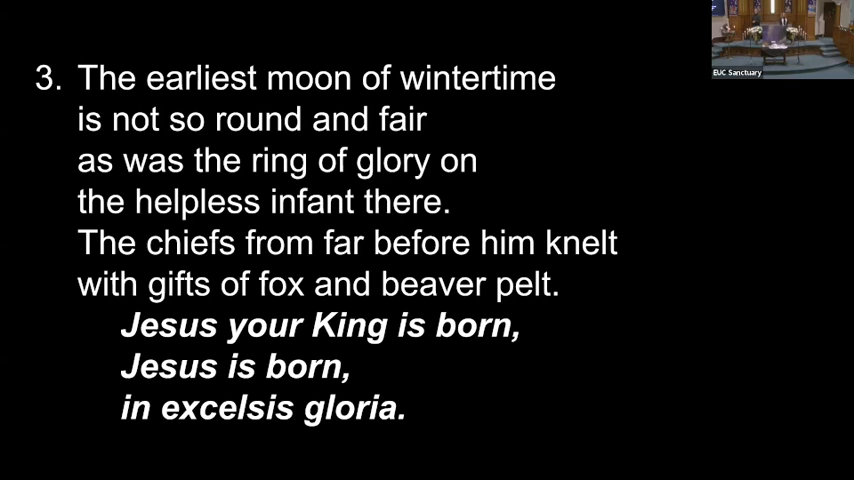 EUC Sanctuary
3. The earliest moon of wintertime
is not so round and fair
as was the ring of glory on
the helpless infant there.
The chiefs from far before him knelt
with gifts of fox and beaver pelt.
Jesus your King is born,
Jesus is born,
in excelsis gloria.